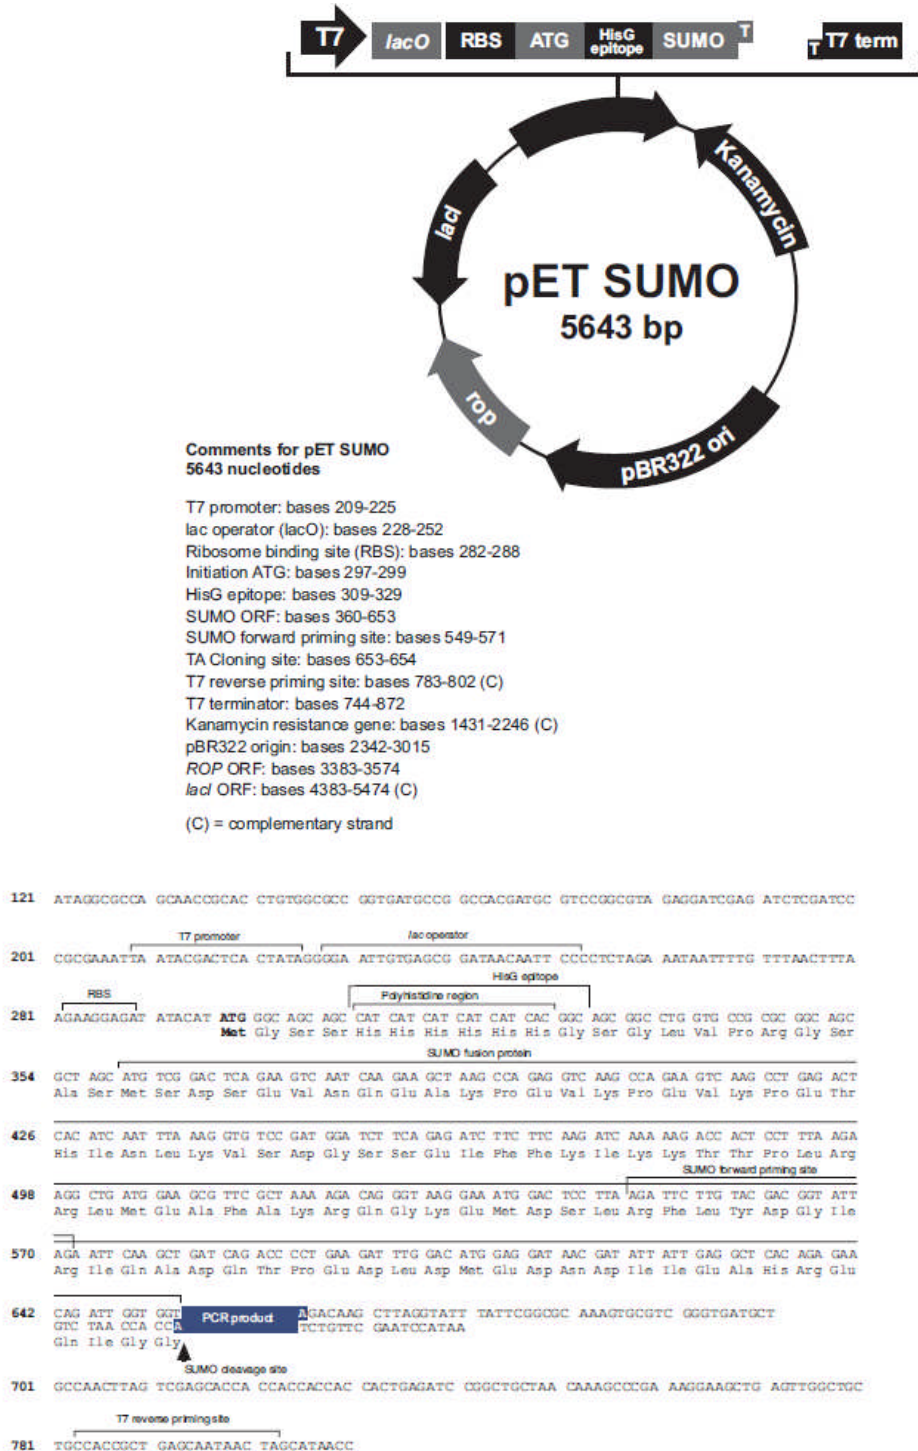 T7 lacO RBS ATG HisG epitope SUMO T T T7 term
Kanamycin
lacI
pET SUMO
5643 bp
rop
pBR322 ori
Comments for pET SUMO
5643 nucleotides
T7 promoter: bases 209-225
lac operator (lacO): bases 228-252
Ribosome binding site (RBS): bases 282-288
Initiation ATG: bases 297-299
HisG epitope: bases 309-329
SUMO ORF: bases 360-653
SUMO forward priming site: bases 549-571
TA Cloning site: bases 653-654
T7 reverse priming site: bases 783-802 (C)
T7 terminator: bases 744-872
Kanamycin resistance gene: bases 1431-2246 (C)
pBR322 origin: bases 2342-3015
ROP ORF: bases 3383-3574
lacI ORF: bases 4383-5474 (C)
(C) = complementary strand
121 ATAGGCGCCA GCAACCGCAC CTGTGGCGCC GGTGATGCCG GCCACGATGC GTCCGGCGTA GAGGATCGAG ATCTCGATCC
T7 promoter lac operator
201 CGCGAAATTA ATACGACTCA CTATAGGGGA ATTGTGAGCG GATAACAATT CCCCTCTAGA AATAATTTTG TTTAACTTTA
HisG epitope
RBS Polyhistidine region
281 AGAAGGAGAT ATACAT ATG GGC AGC AGC CAT CAT CAT CAT CAT CAC GGC AGC GGC CTG GTG CCG CGC GGC AGC
Met Gly Ser Ser His His His His His His Gly Ser Gly Leu Val Pro Arg Gly Ser
SUMO fusion protein
354 GCT AGC ATG TCG GAC TCA GAA GTC AAT CAA GAA GCT AAG CCA GAG GTC AAG CCA GAA GTC AAG CCT GAG ACT
Ala Ser Met Ser Asp Ser Glu Val Asn Gln Glu Ala Lys Pro Glu Val Lys Pro Glu Val Lys Pro Glu Thr
426 CAC ATC AAT TTA AAG GTG TCC GAT GGA TCT TCA GAG ATC TTC TTC AAG ATC AAA AAG ACC ACT CCT TTA AGA
His Ile Asn Leu Lys Val Ser Asp Gly Ser Ser Glu Ile Phe Phe Lys Ile Lys Lys Thr Thr Pro Leu Arg
SUMO forward priming site
498 AGG CTG ATG GAA GCG TTC GCT AAA AGA CAG GGT AAG GAA ATG GAC TCC TTA AGA TTC TTG TAC GAC GGT ATT
Arg Leu Met Glu Ala Phe Ala Lys Arg Gln Gly Lys Glu Met Asp Ser Leu Arg Phe Leu Tyr Asp Gly Ile
570 AGA ATT CAA GCT GAT CAG ACC CCT GAA GAT TTG GAC ATG GAG GAT AAC GAT ATT ATT GAG GCT CAC AGA GAA
Arg Ile Gln Ala Asp Gln Thr Pro Glu Asp Leu Asp Met Glu Asp Asn Asp Ile Ile Glu Ala His Arg Glu
642 CAG ATT GGT GGT PCR product AGACAAG CTTAGGTATT TATTCGGCGC AAAGTGCGTC GGGTGATGCT
GTC TAA CCA CCA TCTGTTC GAATCCATAA
Gln Ile Gly Gly
SUMO cleavage site
701 GCCAACTTAG TCGAGCACCA CCACCACCAC CACTGAGATC CGGCTGCTAA CAAAGCCCGA AAGGAAGCTG AGTTGGCTGC
T7 reverse priming site
781 TGCCACCGCT GAGCAATAAC TAGCATAACC